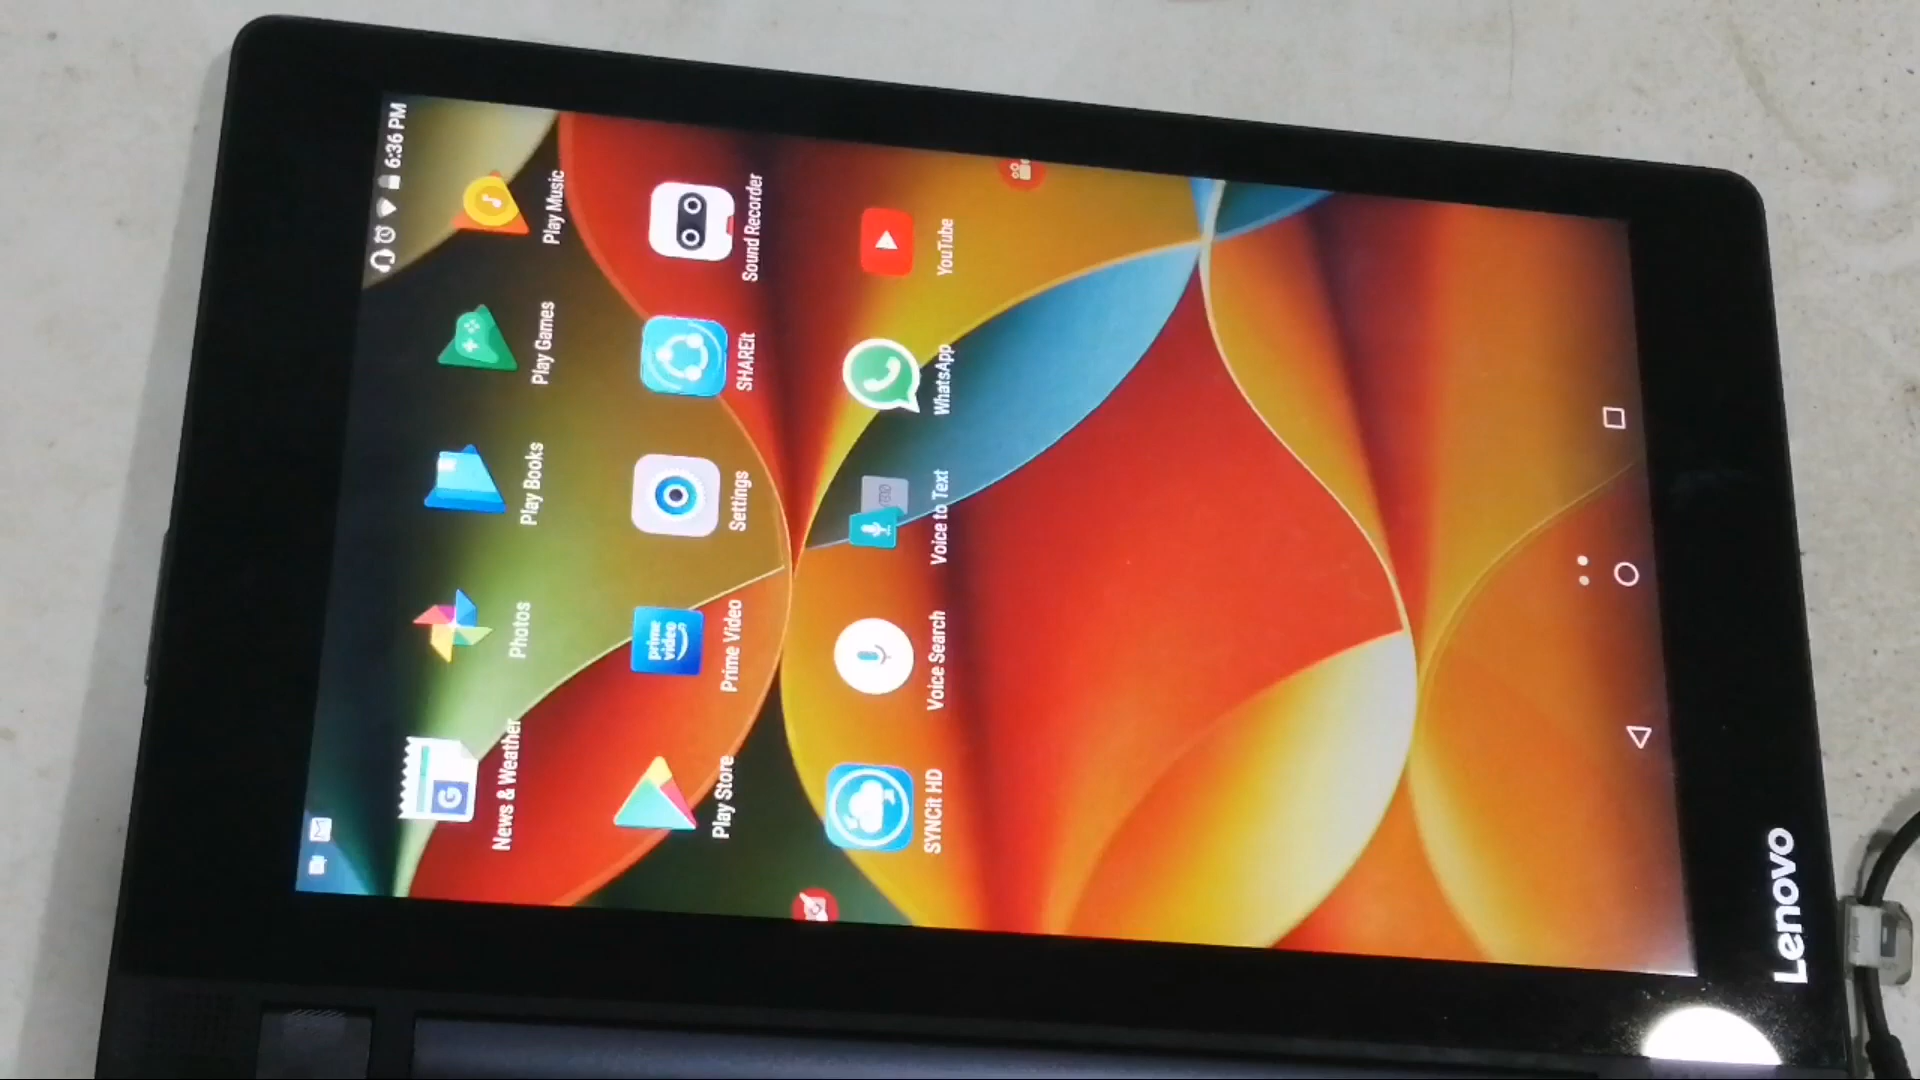 6:36 PM
News & Weather
Photos
Play Books
Play Games
Play Music
Play Store
prime video
Prime Video
Settings
SHAREit
Sound Recorder
SYNCit HD
Voice Search
Voice to Text
WhatsApp
YouTube
Lenovo